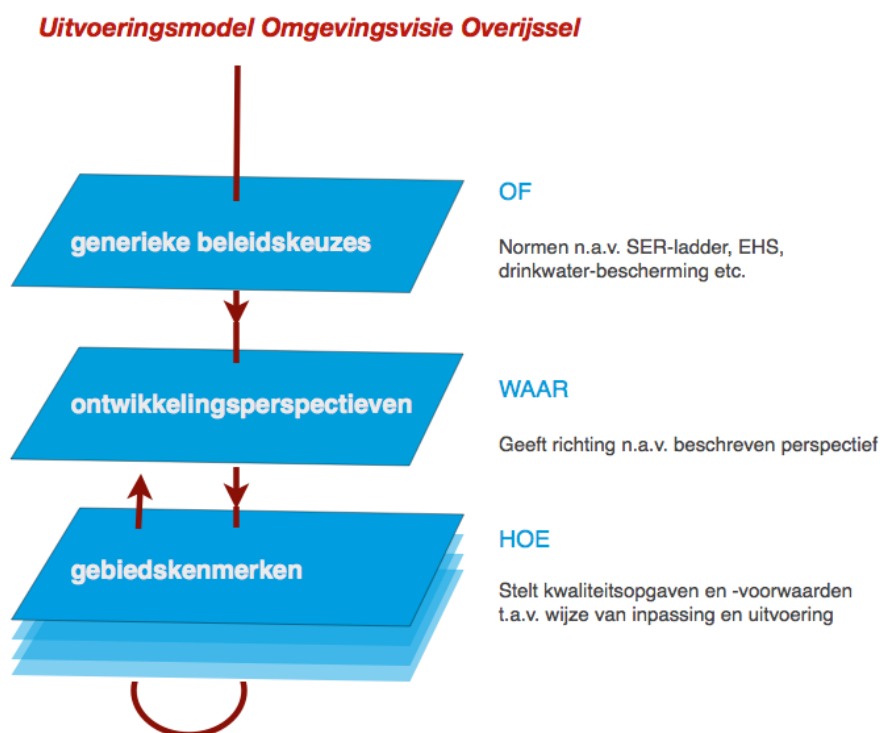 Uitvoeringsmodel Omgevingsvisie Overijssel
generieke beleidskeuzes
OF
Normen n.a.v. SER-ladder, EHS,
drinkwater-bescherming etc.
ontwikkelingsperspectieven
WAAR
Geeft richting n.a.v. beschreven perspectief
gebiedskenmerken
HOE
Stelt kwaliteitsopgaven en -voorwaarden
t.a.v. wijze van inpassing en uitvoering